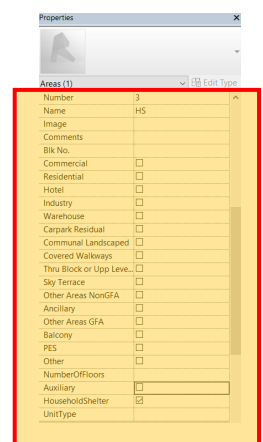 Properties
Areas (1)
Edit Type
Number 3
Name HS
Image
Comments
Blk No.
Commercial
Residential
Hotel
Industry
Warehouse
Carpark Residual
Communal Landscaped
Covered Walkways
Thru Block or Upp Leve...
Sky Terrace
Other Areas NonGFA
Ancillary
Other Areas GFA
Balcony
PES
Other
NumberOfFloors
Auxiliary
HouseholdShelter
UnitType